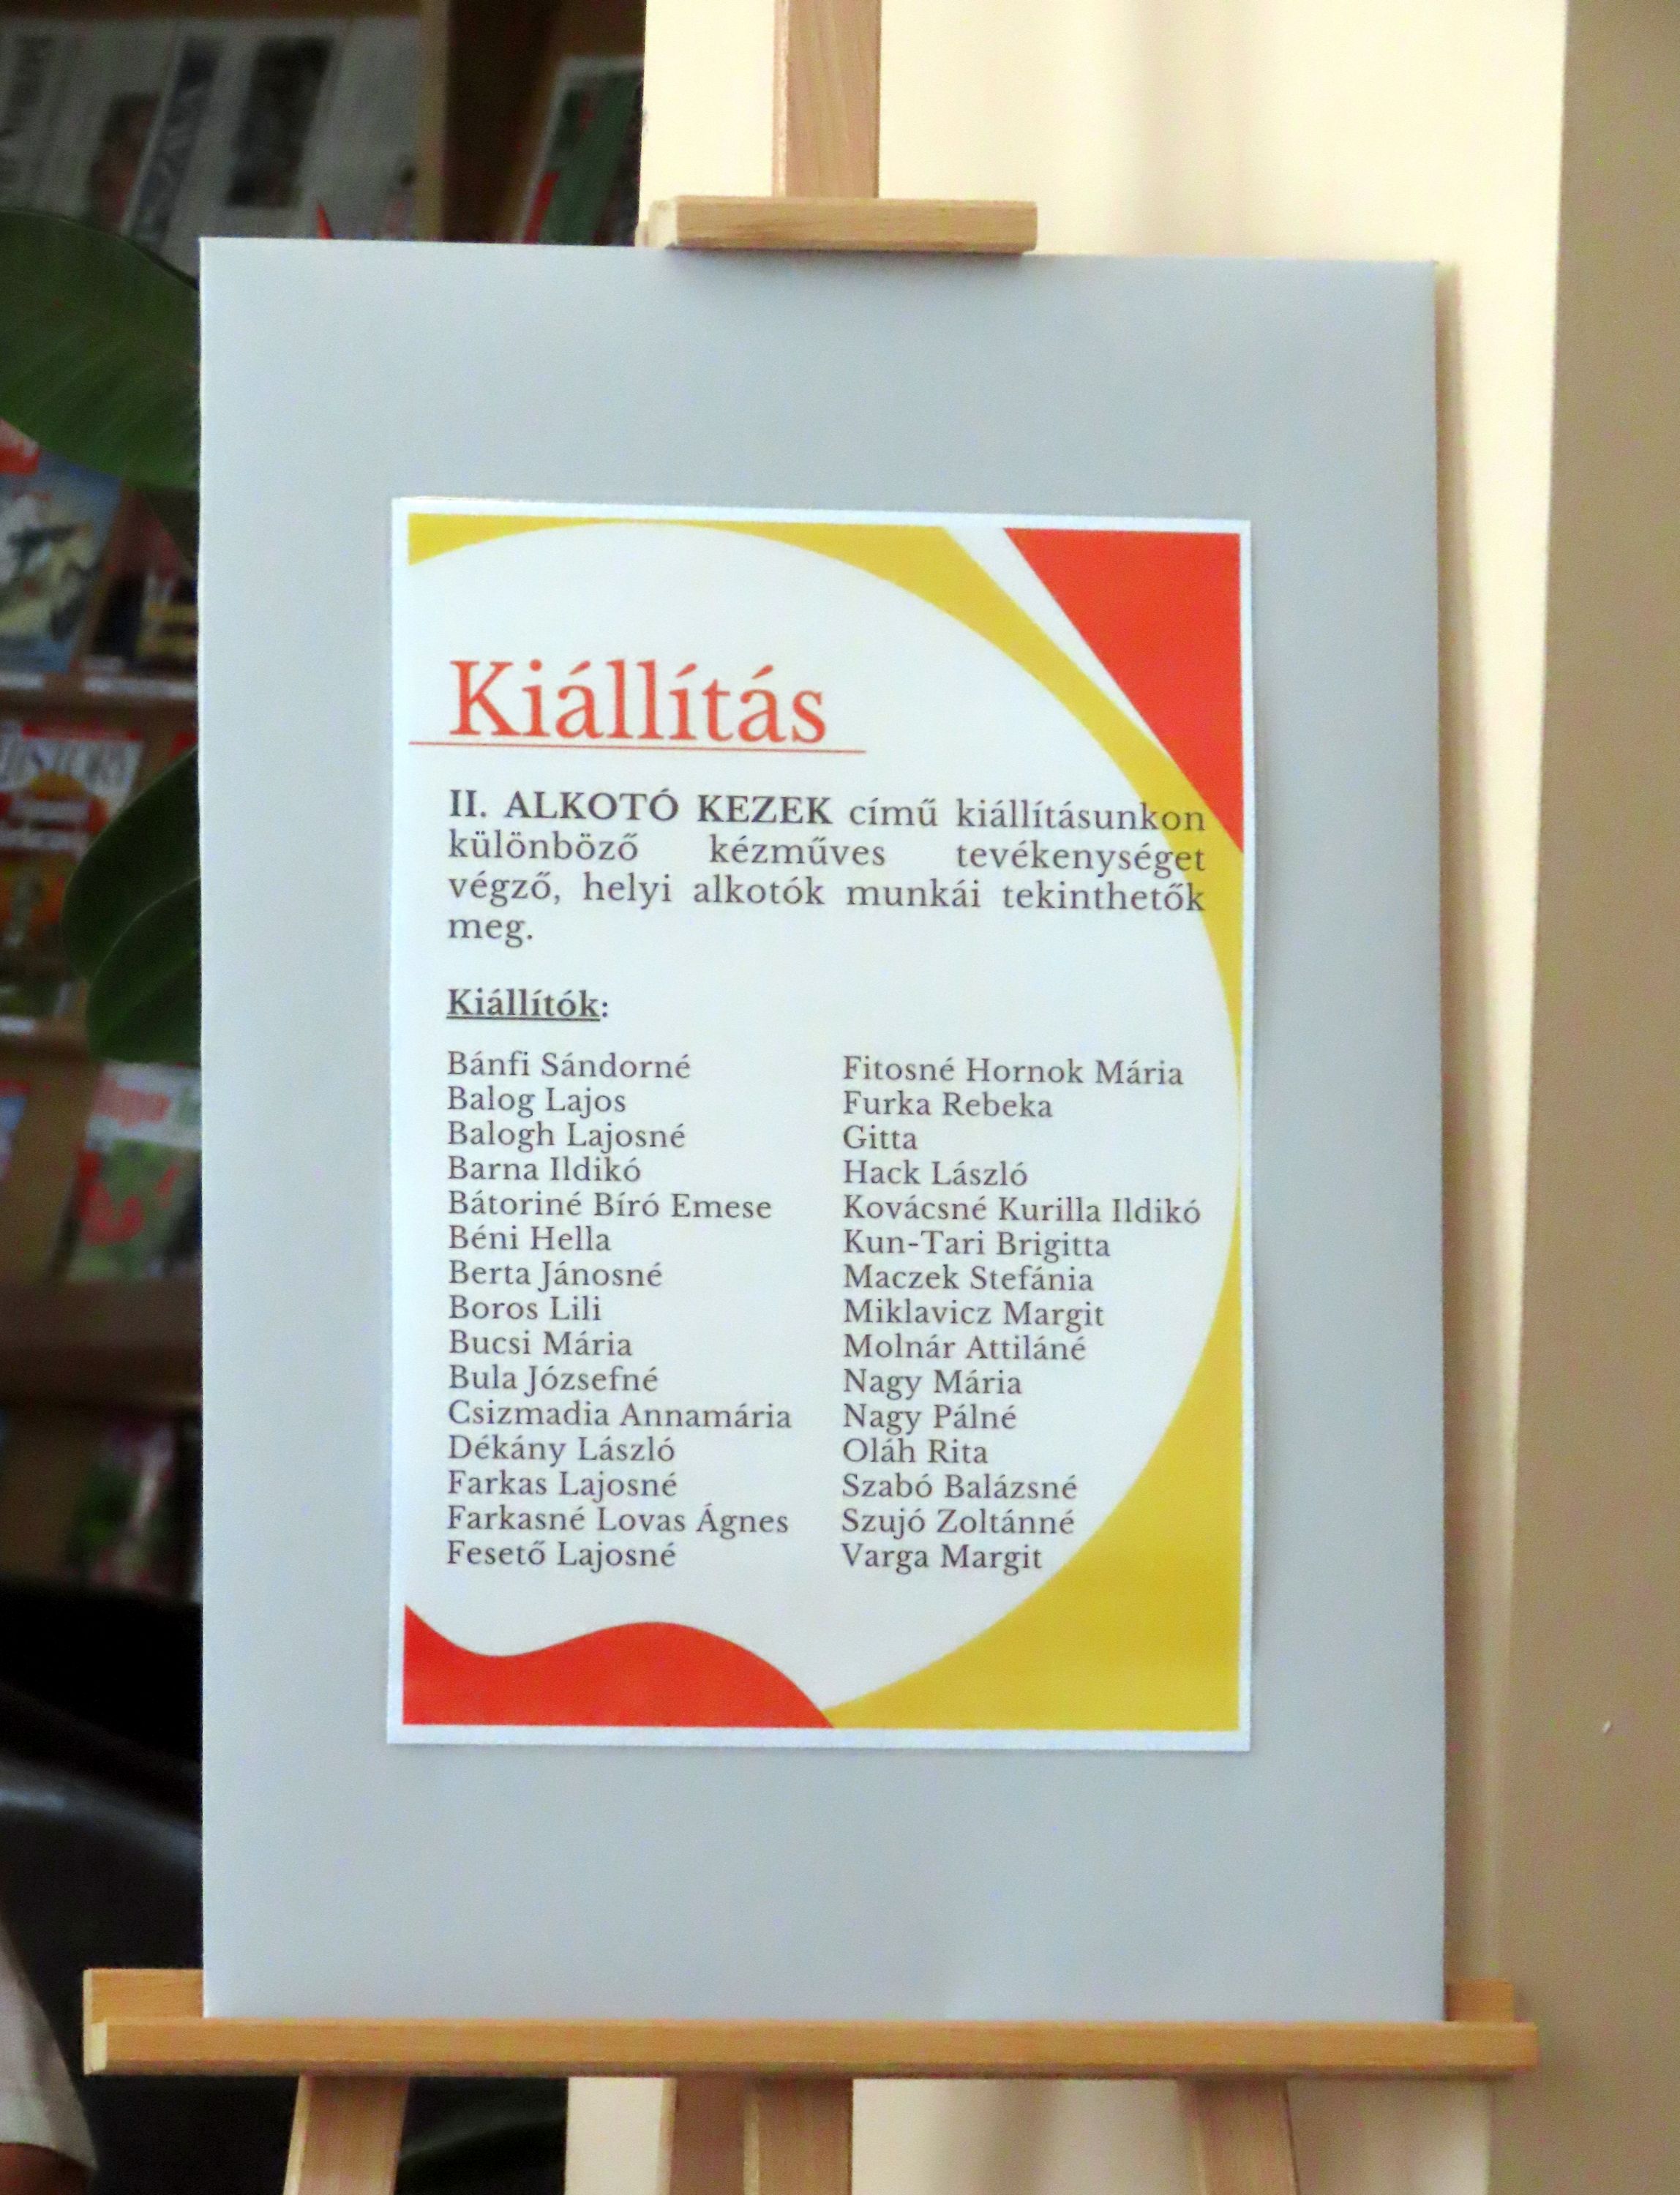 Kiállítás
II. ALKOTÓ KEZEK című kiállításunkon
különböző kézműves tevékenységet
végző, helyi alkotók munkái tekinthetők
meg.
Kiállítók:
Bánfi Sándorné
Balog Lajos
Balogh Lajosné
Barna Ildikó
Bátoriné Bíró Emese
Béni Hella
Berta Jánosné
Boros Lili
Bucsi Mária
Bula Józsefné
Csizmadia Annamária
Dékány László
Farkas Lajosné
Farkasné Lovas Ágnes
Fesető Lajosné
Fitosné Hornok Mária
Furka Rebeka
Gitta
Hack László
Kovácsné Kurilla Ildikó
Kun-Tari Brigitta
Maczek Stefánia
Miklavicz Margit
Molnár Attiláné
Nagy Mária
Nagy Pálné
Oláh Rita
Szabó Balázsné
Szujó Zoltánné
Varga Margit